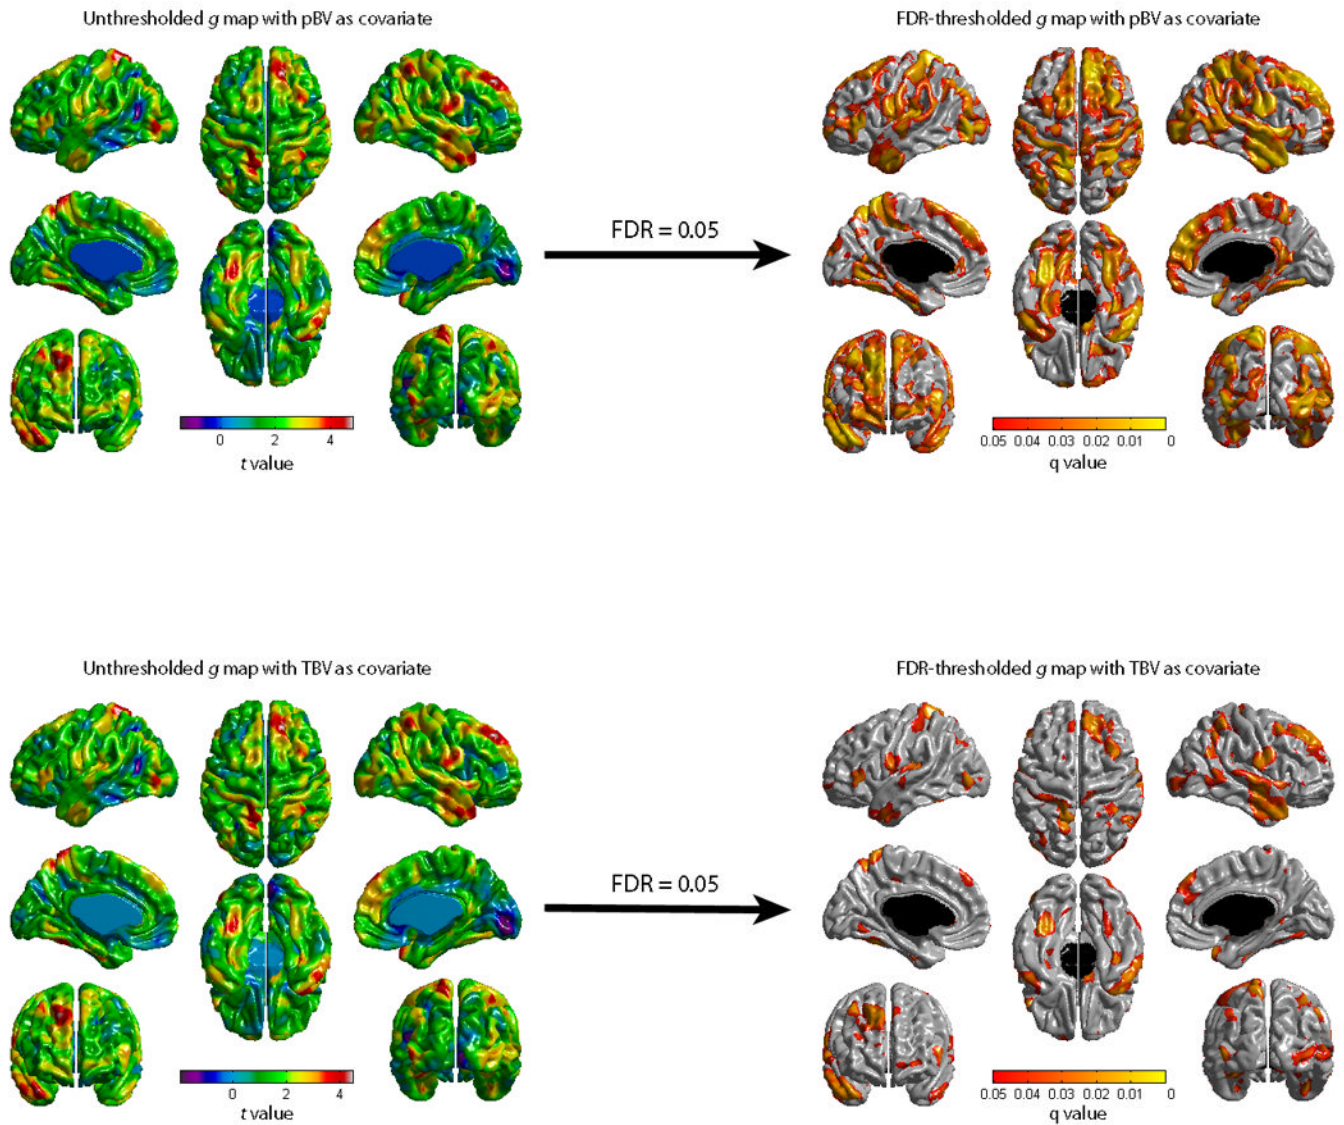 Unthresholded g map with pBV as covariate
FDR-thresholded g map with pBV as covariate
FDR = 0.05
0 2 4
t value
0.05 0.04 0.03 0.02 0.01 0
q value
Unthresholded g map with TBV as covariate
FDR-thresholded g map with TBV as covariate
FDR = 0.05
0 2 4
t value
0.05 0.04 0.03 0.02 0.01 0
q value